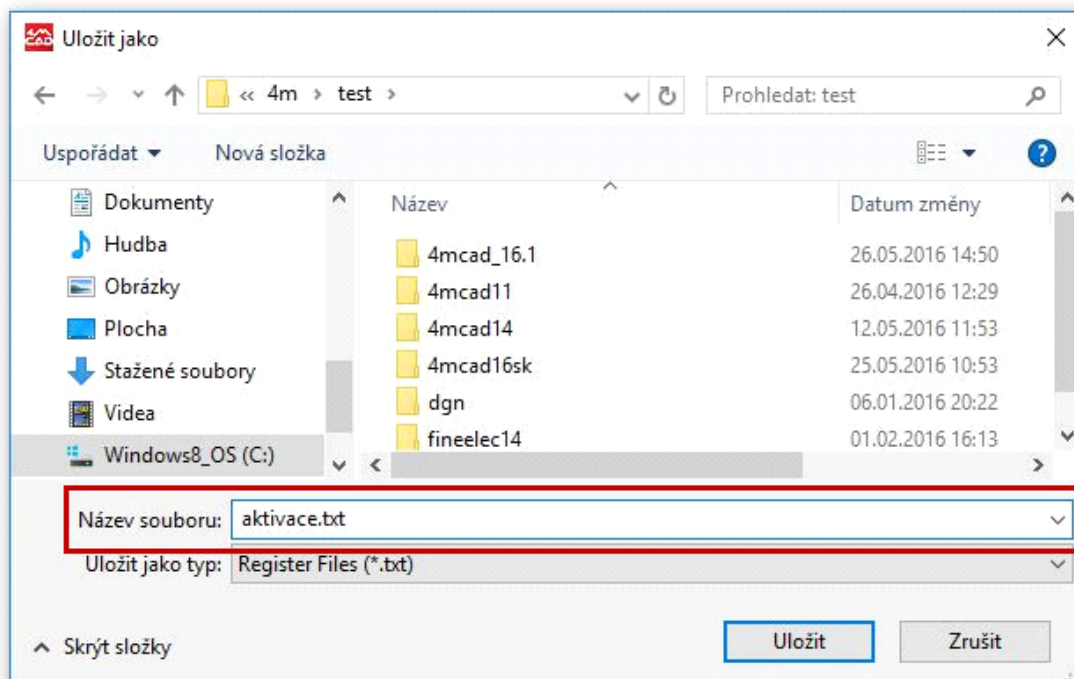 4M CAD Uložit jako
« 4m › test ›
Prohledat: test
Uspořádat
Nová složka
?
Dokumenty
Hudba
Obrázky
Plocha
Stažené soubory
Videa
Windows8_OS (C:)
Název Datum změny
4mcad_16.1 26.05.2016 14:50
4mcad11 26.04.2016 12:29
4mcad14 12.05.2016 11:53
4mcad16sk 25.05.2016 10:53
dgn 06.01.2016 20:22
fineelec14 01.02.2016 16:13
Název souboru: aktivace.txt
Uložit jako typ: Register Files (*.txt)
Skrýt složky
Uložit
Zrušit